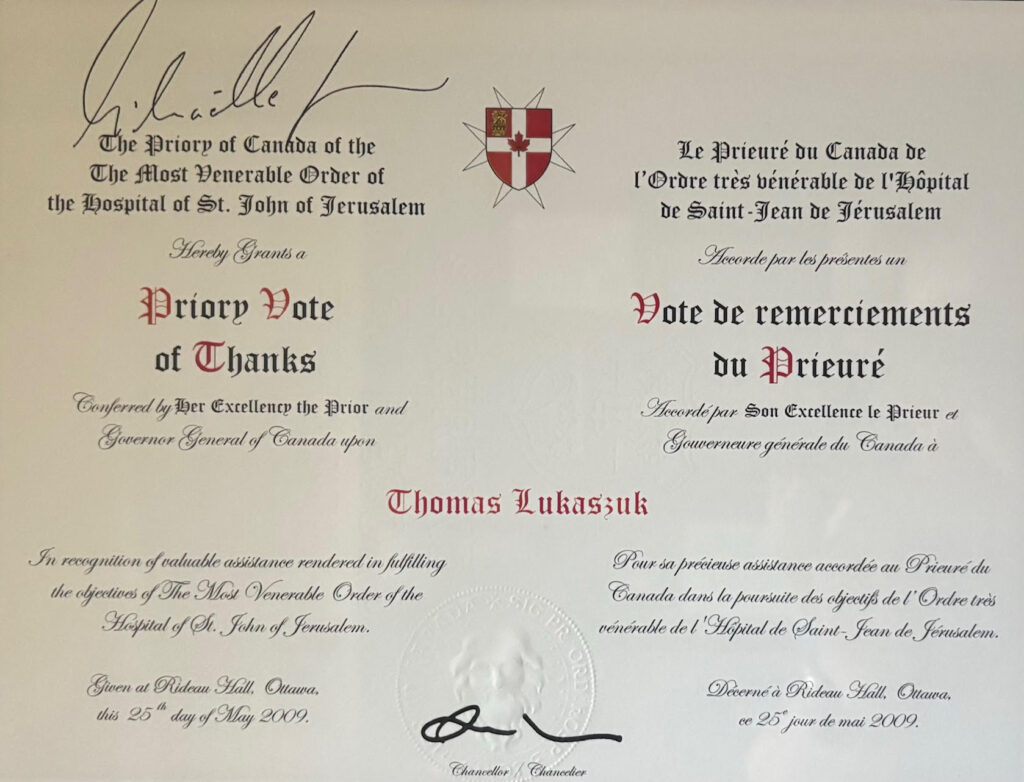 The Priory of Canada of the
The Most Venerable Order of
the Hospital of St. John of Jerusalem
Hereby Grants a
Priory Vote
of Thanks
Conferred by Her Excellency the Prior and
Governor General of Canada upon
Le Prieuré du Canada de
l'Ordre très vénérable de l'Hôpital
de Saint-Jean de Jérusalem
Accorde par les présentes un
Vote de remerciements
du Prieuré
Accordé par Son Excellence le Prieur et
Gouverneure générale du Canada à
Thomas Lukaszuk
In recognition of valuable assistance rendered in fulfilling
the objectives of The Most Venerable Order of the
Hospital of St. John of Jerusalem.
Given at Rideau Hall, Ottawa,
this 25th day of May 2009.
Pour sa précieuse assistance accordée au Prieuré du
Canada dans la poursuite des objectifs de l'Ordre très
vénérable de l'Hôpital de Saint-Jean de Jérusalem.
Décerné à Rideau Hall, Ottawa,
ce 25e jour de mai 2009.
Chancellor / Chancelier